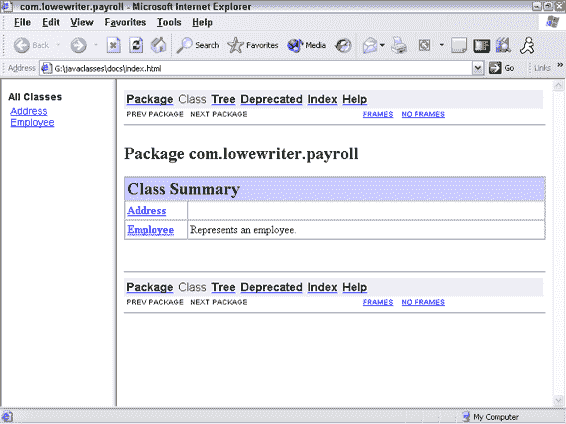 com.lowewriter.payroll - Microsoft Internet Explorer
File Edit View Favorites Tools Help
Back Search Favorites Media
Address G:\javaclasses\docs\index.html Go Links »
All Classes
Address
Employee
Package Class Tree Deprecated Index Help
PREV PACKAGE NEXT PACKAGE FRAMES NO FRAMES
Package com.lowewriter.payroll
Class Summary
Address
Employee Represents an employee.
Package Class Tree Deprecated Index Help
PREV PACKAGE NEXT PACKAGE FRAMES NO FRAMES
My Computer